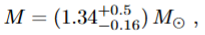 M = (1.34^{+0.5}_{-0.16}) M_⊙ ,